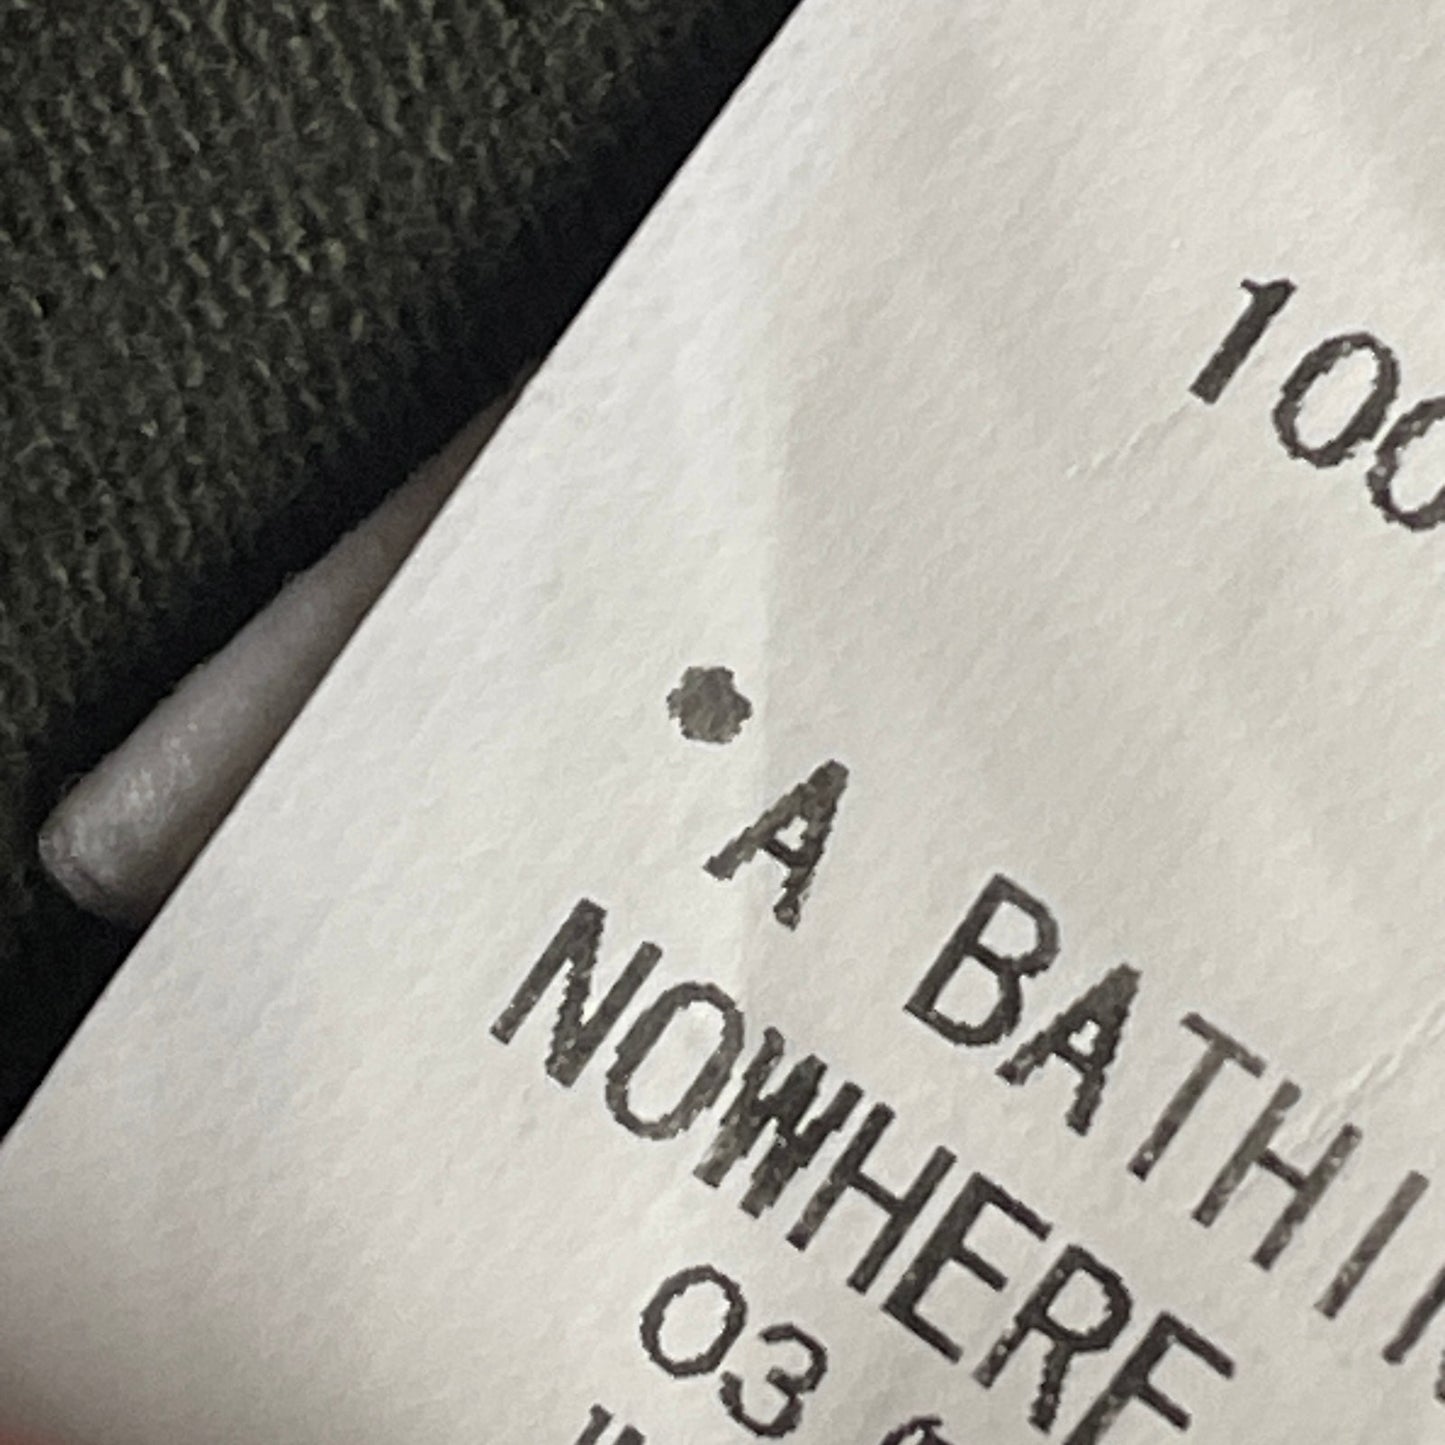 100
• A BATHI
NOWHERE
03